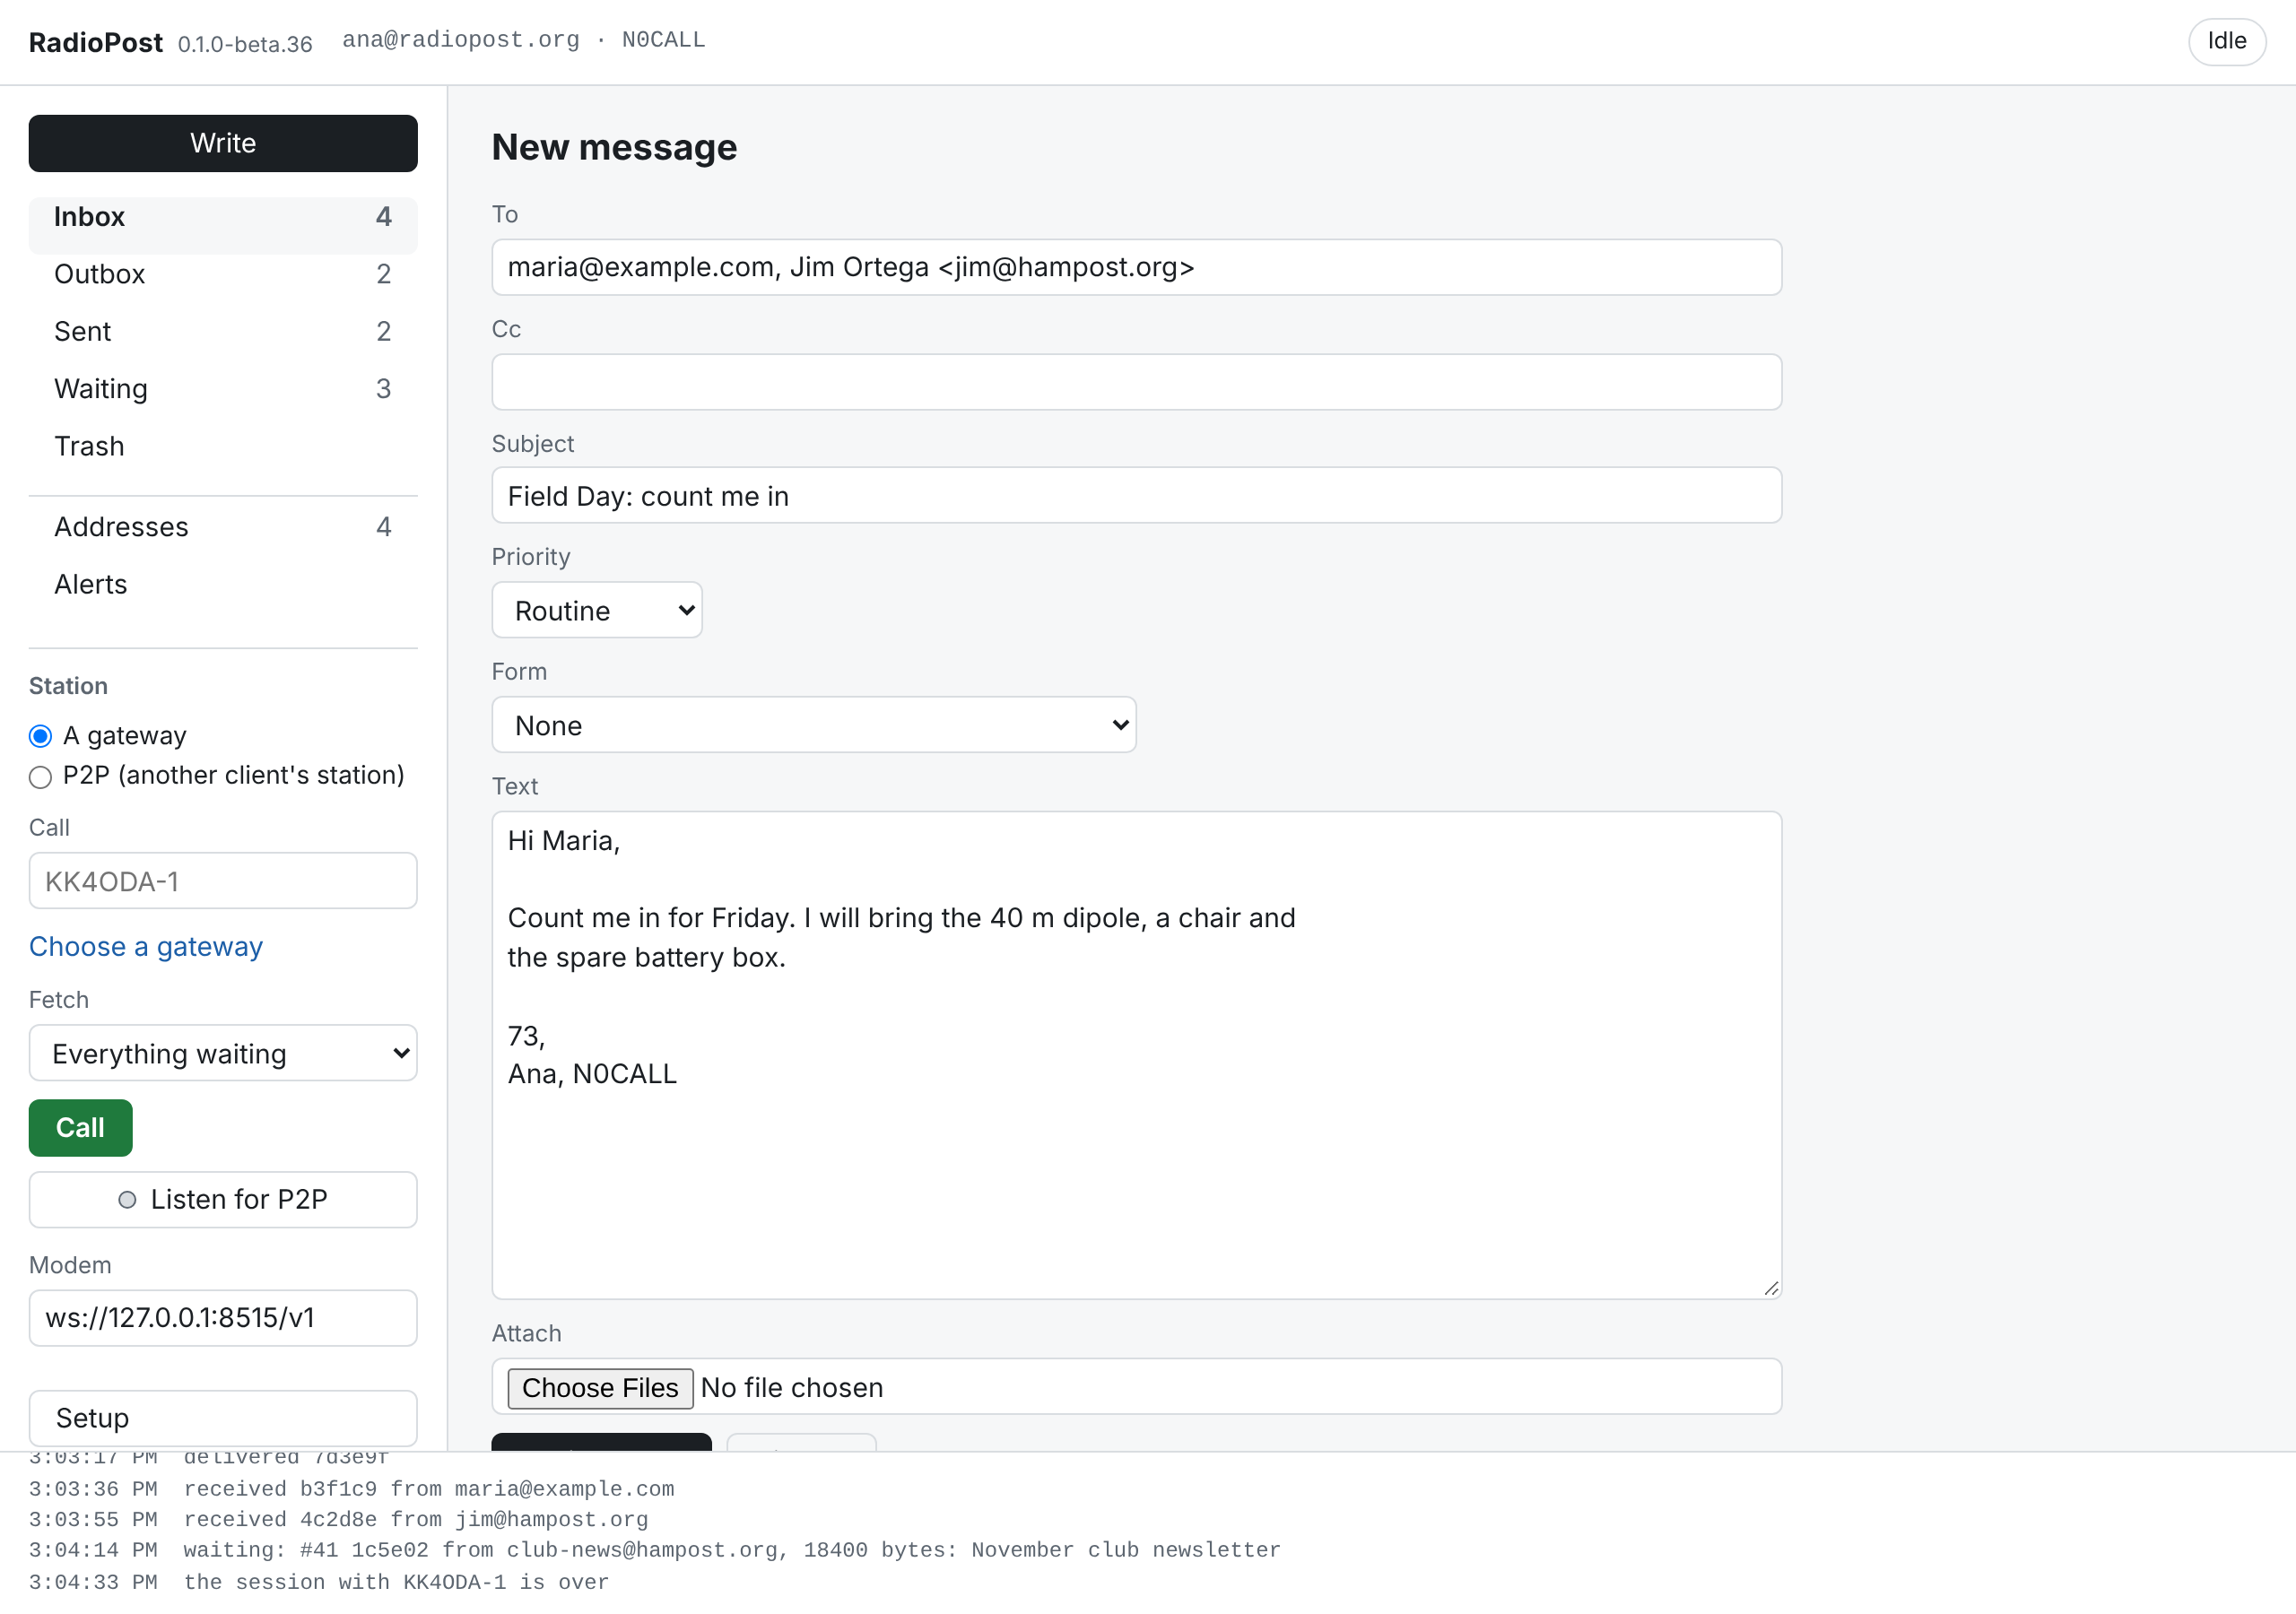 RadioPost 0.1.0-beta.36 ana@radiopost.org · N0CALL
Idle
Write
Inbox 4
Outbox 2
Sent 2
Waiting 3
Trash
Addresses 4
Alerts
Station
A gateway
P2P (another client's station)
Call
KK4ODA-1
Choose a gateway
Fetch
Everything waiting
Call
Listen for P2P
Modem
ws://127.0.0.1:8515/v1
Setup
New message
To
maria@example.com, Jim Ortega <jim@hampost.org>
Cc
Subject
Field Day: count me in
Priority
Routine
Form
None
Text
Hi Maria,
Count me in for Friday. I will bring the 40 m dipole, a chair and
the spare battery box.
73,
Ana, N0CALL
Attach
Choose Files No file chosen
3:03:17 PM delivered 7d3e9f
3:03:36 PM received b3f1c9 from maria@example.com
3:03:55 PM received 4c2d8e from jim@hampost.org
3:04:14 PM waiting: #41 1c5e02 from club-news@hampost.org, 18400 bytes: November club newsletter
3:04:33 PM the session with KK4ODA-1 is over